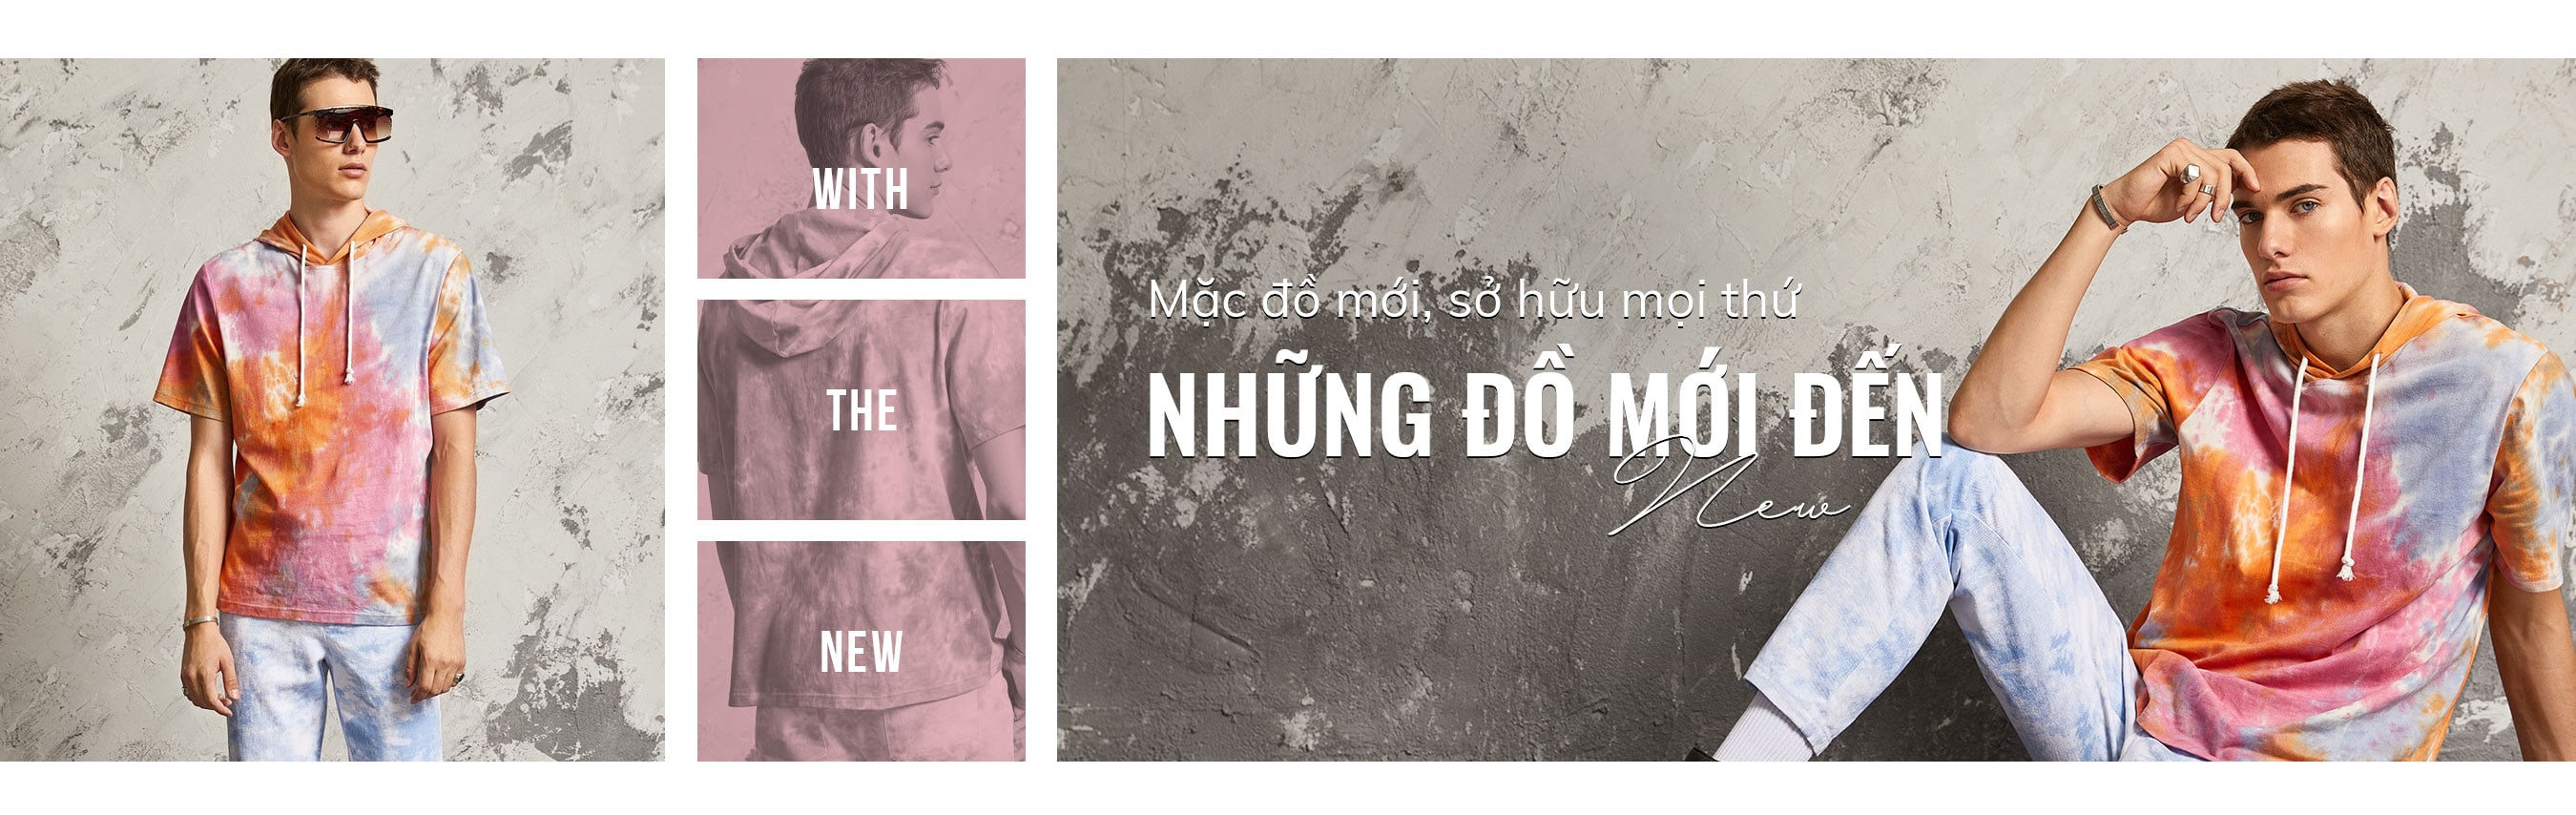 WITH
THE
NEW
Mặc đồ mới, sở hữu mọi thứ
NHỮNG ĐỒ MỚI ĐẾN
New